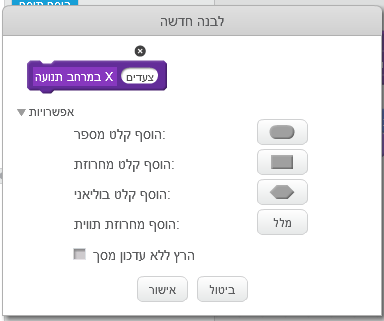 הוסף תוסף
לבנה חדשה
צעדים X במרחב תנועה
אפשרויות
הוסף קלט מספר:
הוסף קלט מחרוזת:
הוסף קלט בוליאני:
הוסף מחרוזת תווית:
מלל
הרץ ללא עדכון מסך
ביטול
אישור